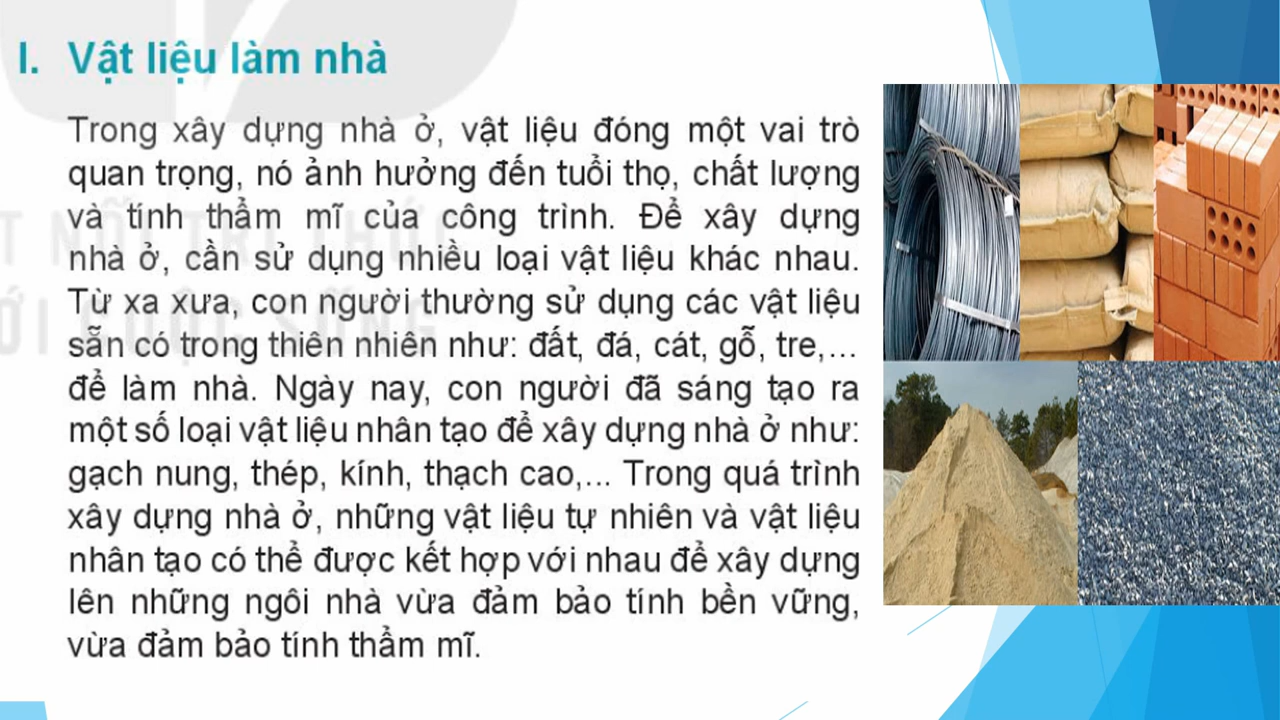 I. Vật liệu làm nhà
Trong xây dựng nhà ở, vật liệu đóng một vai trò
quan trọng, nó ảnh hưởng đến tuổi thọ, chất lượng
và tính thẩm mĩ của công trình. Để xây dựng
nhà ở, cần sử dụng nhiều loại vật liệu khác nhau.
Từ xa xưa, con người thường sử dụng các vật liệu
sẵn có trong thiên nhiên như: đất, đá, cát, gỗ, tre,...
để làm nhà. Ngày nay, con người đã sáng tạo ra
một số loại vật liệu nhân tạo để xây dựng nhà ở như:
gạch nung, thép, kính, thạch cao,... Trong quá trình
xây dựng nhà ở, những vật liệu tự nhiên và vật liệu
nhân tạo có thể được kết hợp với nhau để xây dựng
lên những ngôi nhà vừa đảm bảo tính bền vững,
vừa đảm bảo tính thẩm mĩ.